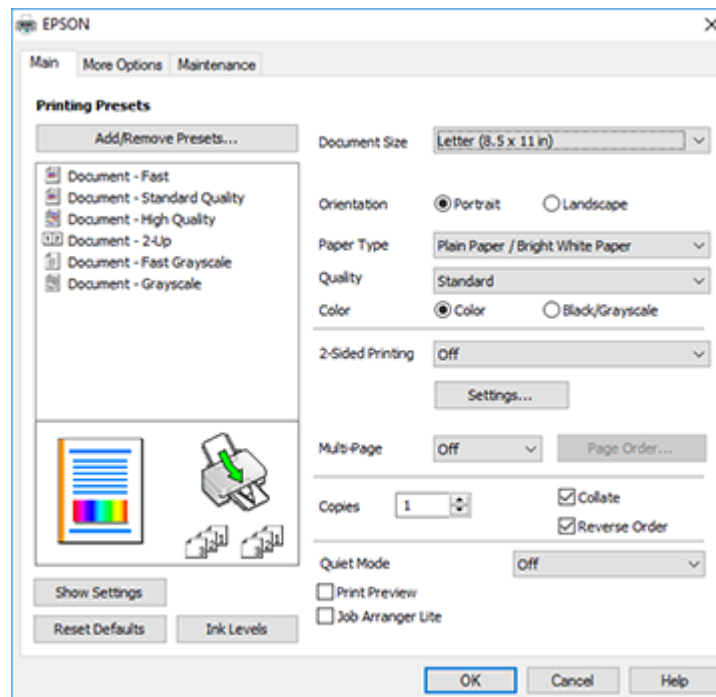 EPSON
Main More Options Maintenance
Printing Presets
Add/Remove Presets...
Document - Fast
Document - Standard Quality
Document - High Quality
Document - 2-Up
Document - Fast Grayscale
Document - Grayscale
Show Settings
Reset Defaults Ink Levels
Document Size Letter (8.5 x 11 in)
Orientation Portrait Landscape
Paper Type Plain Paper / Bright White Paper
Quality Standard
Color Color Black/Grayscale
2-Sided Printing Off
Settings...
Multi-Page Off Page Order...
Copies 1 Collate
Reverse Order
Quiet Mode Off
Print Preview
Job Arranger Lite
OK Cancel Help